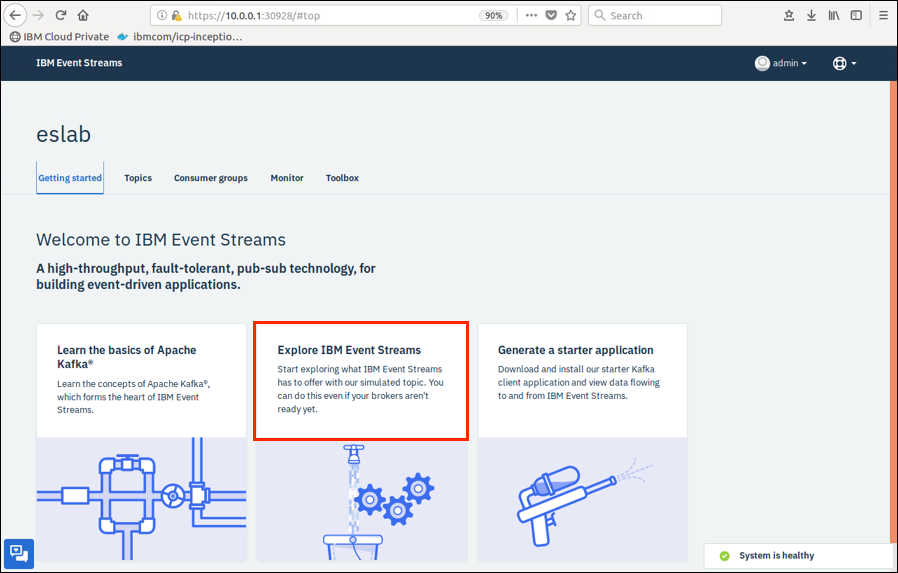 https://10.0.0.1:30928/#top
90%
Search
IBM Cloud Private
ibmcom/icp-inceptio...
IBM Event Streams
admin
eslab
Getting started
Topics
Consumer groups
Monitor
Toolbox
Welcome to IBM Event Streams
A high-throughput, fault-tolerant, pub-sub technology, for
building event-driven applications.
Learn the basics of Apache
Kafka®
Learn the concepts of Apache Kafka®,
which forms the heart of IBM Event
Streams.
Explore IBM Event Streams
Start exploring what IBM Event Streams
has to offer with our simulated topic. You
can do this even if your brokers aren't
ready yet.
Generate a starter application
Download and install our starter Kafka
client application and view data flowing
to and from IBM Event Streams.
System is healthy